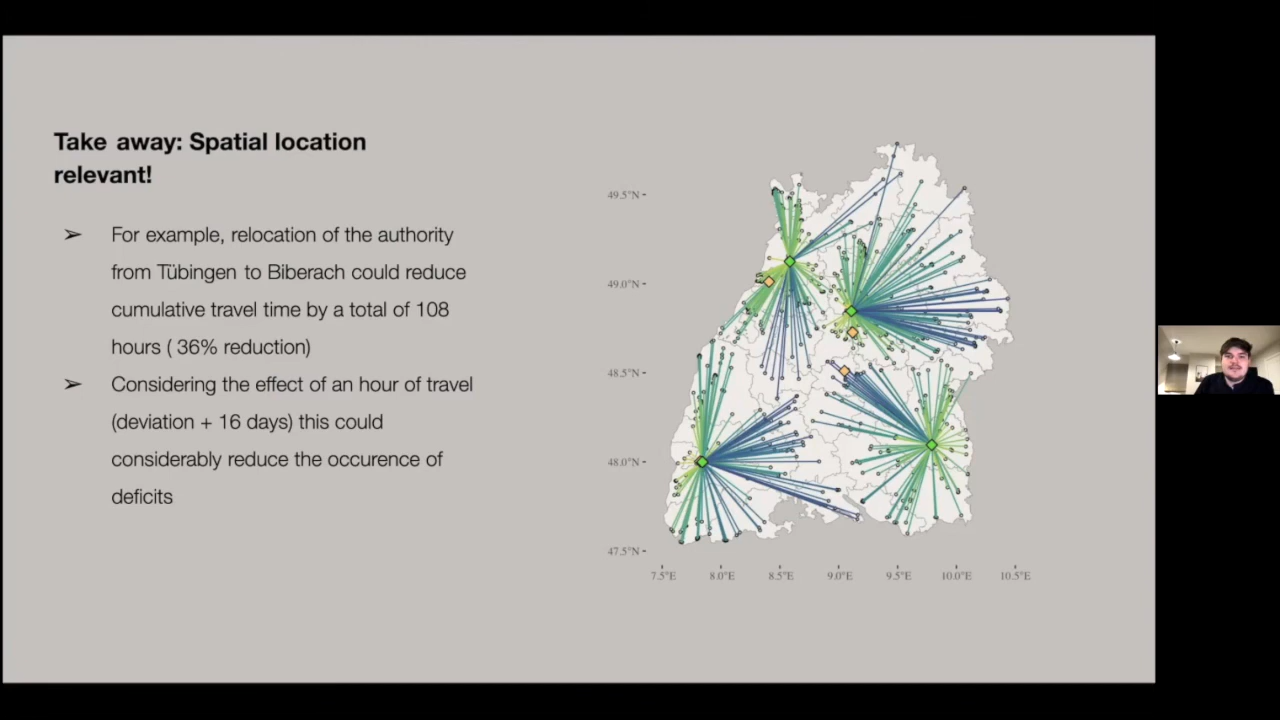 Take away: Spatial location
relevant!
➢ For example, relocation of the authority
from Tübingen to Biberach could reduce
cumulative travel time by a total of 108
hours ( 36% reduction)
➢ Considering the effect of an hour of travel
(deviation + 16 days) this could
considerably reduce the occurence of
deficits
49.5°N
49.0°N
48.5°N
48.0°N
47.5°N
7.5°E 8.0°E 8.5°E 9.0°E 9.5°E 10.0°E 10.5°E